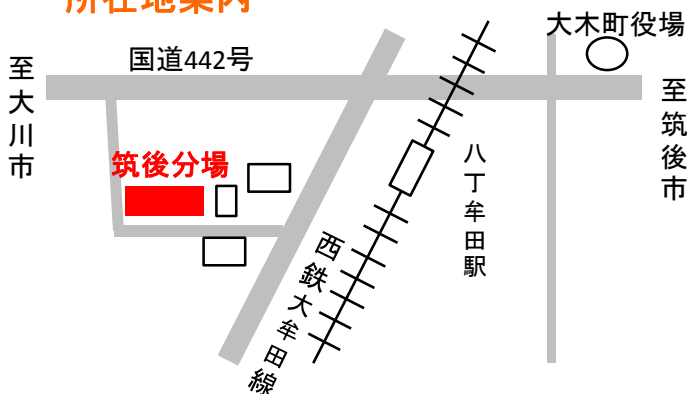 所在地案内
大木町役場
国道442号
至大川市
至筑後市
筑後分場
八丁牟田駅
西鉄大牟田線